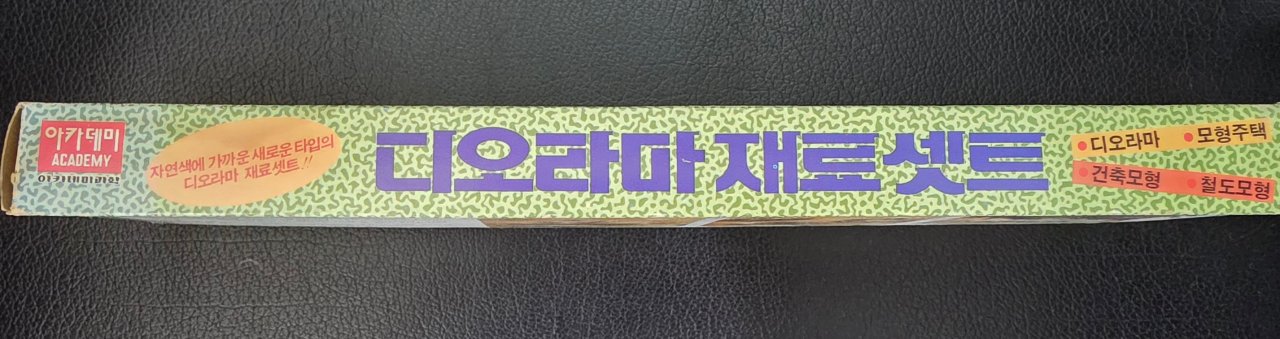 아카데미
ACADEMY
아카데미과학
자연색에 가까운 새로운 타입의
디오라마 재료셋트!!
디오라마 재료셋트
● 디오라마 ● 모형주택
● 건축모형 ● 철도모형